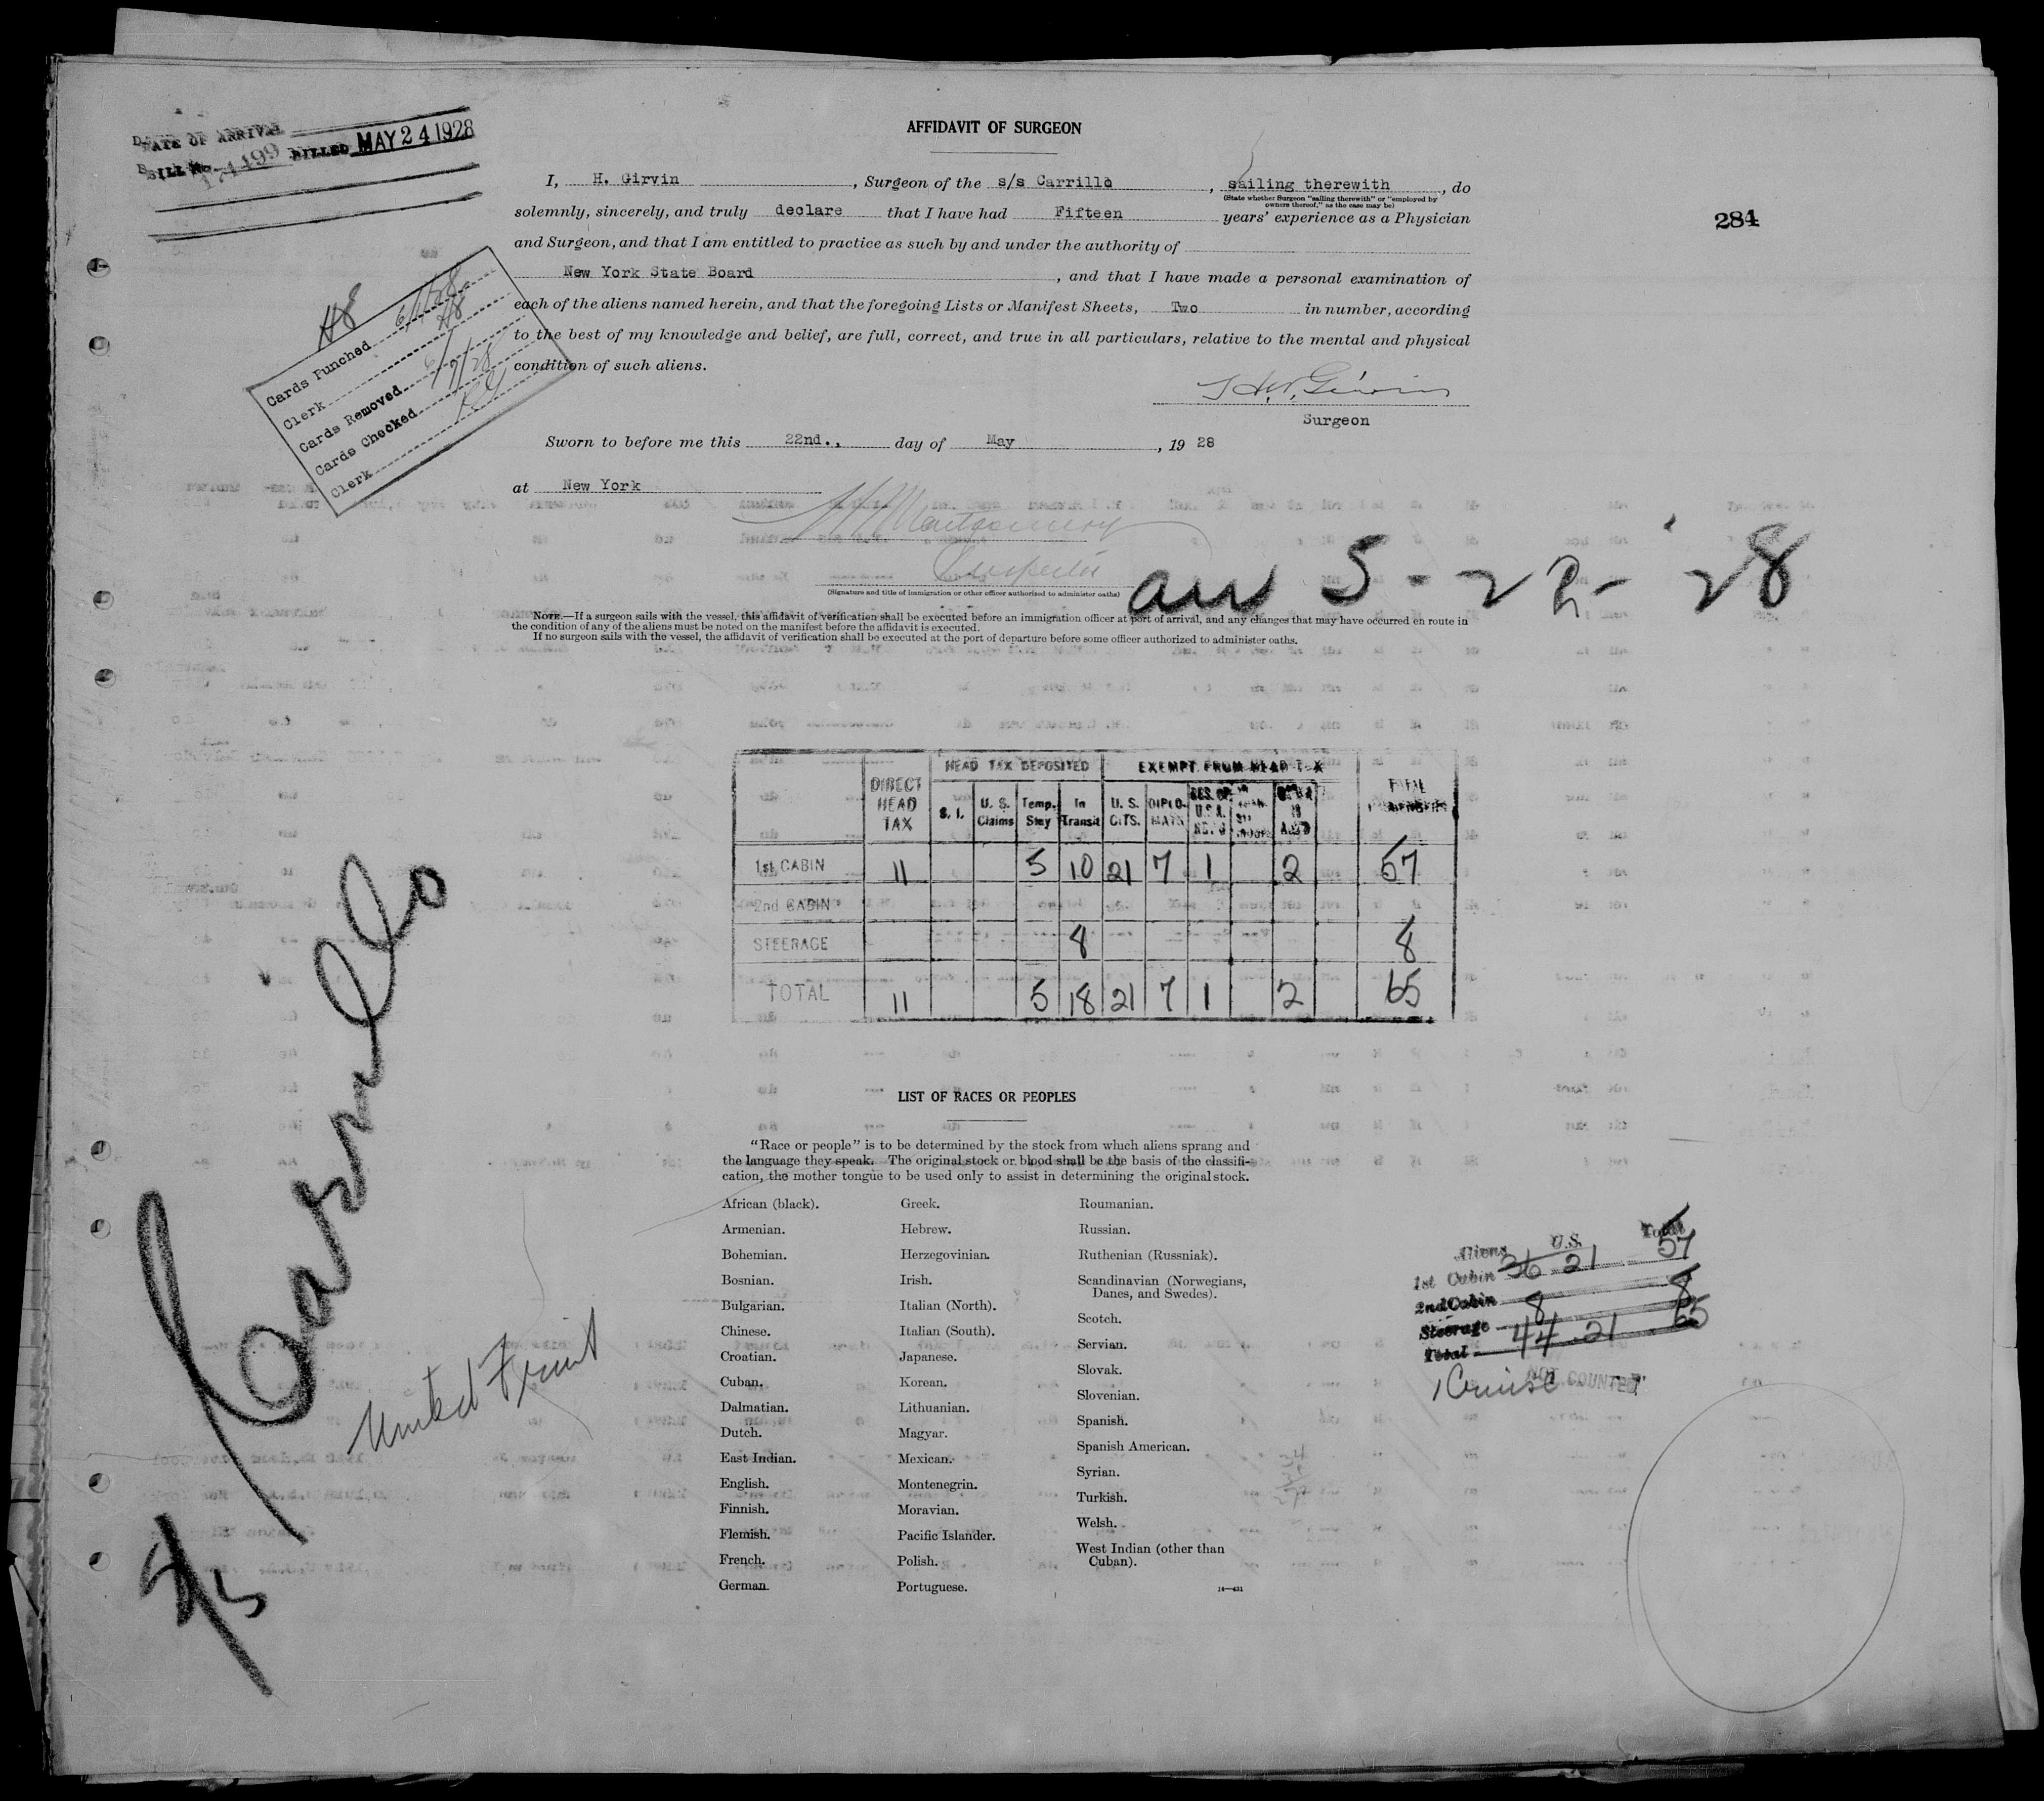 DATE OF ARRIVAL
BILL No. BILLED MAY 24 1928
AFFIDAVIT OF SURGEON
I, H. Girvin, Surgeon of the s/s Carrillo, sailing therewith, do
(State whether Surgeon "sailing therewith" or "employed by
owners thereof," as the case may be)
solemnly, sincerely, and truly declare that I have had Fifteen years' experience as a Physician
284
and Surgeon, and that I am entitled to practice as such by and under the authority of
New York State Board, and that I have made a personal examination of
each of the aliens named herein, and that the foregoing Lists or Manifest Sheets, Two in number, according
to the best of my knowledge and belief, are full, correct, and true in all particulars, relative to the mental and physical
condition of such aliens.
Surgeon
HB
Cards Punched
Clerk
Cards Removed
Cards Checked
Clerk
Sworn to before me this 22nd., day of May, 19 28
at New York
Montgomery
Inspector
(Signature and title of immigration or other officer authorized to administer oaths)
arr 5-22-28
NOTE.—If a surgeon sails with the vessel, this affidavit of verification shall be executed before an immigration officer at port of arrival, and any changes that may have occurred en route in
the condition of any of the aliens must be noted on the manifest before the affidavit is executed.
If no surgeon sails with the vessel, the affidavit of verification shall be executed at the port of departure before some officer authorized to administer oaths.
HEAD TAX DEPOSITED EXEMPT FROM HEAD TAX
DIRECT HEAD TAX S. I. U. S. Claims Temp. Stay In Transit U. S. CITS. DIPLO-MATS
1st CABIN 11 5 10 21 7 1 2 57
2nd CABIN
STEERAGE 8 8
TOTAL 11 5 18 21 7 1 2 65
LIST OF RACES OR PEOPLES
"Race or people" is to be determined by the stock from which aliens sprang and
the language they speak. The original stock or blood shall be the basis of the classifi-
cation, the mother tongue to be used only to assist in determining the original stock.
African (black).
Armenian.
Bohemian.
Bosnian.
Bulgarian.
Chinese.
Croatian.
Cuban.
Dalmatian.
Dutch.
East Indian.
English.
Finnish.
Flemish.
French.
German.
Greek.
Hebrew.
Herzegovinian.
Irish.
Italian (North).
Italian (South).
Japanese.
Korean.
Lithuanian.
Magyar.
Mexican.
Montenegrin.
Moravian.
Pacific Islander.
Polish.
Portuguese.
Roumanian.
Russian.
Ruthenian (Russniak).
Scandinavian (Norwegians,
Danes, and Swedes).
Scotch.
Servian.
Slovak.
Slovenian.
Spanish.
Spanish American.
Syrian.
Turkish.
Welsh.
West Indian (other than
Cuban).
14—431
Aliens U.S. Total
1st Cabin 36 21 57
2nd Cabin
Steerage 8 8
Total 44 21 65
1 Cruise NOT COUNTED
S/S Carrillo
United Fruit